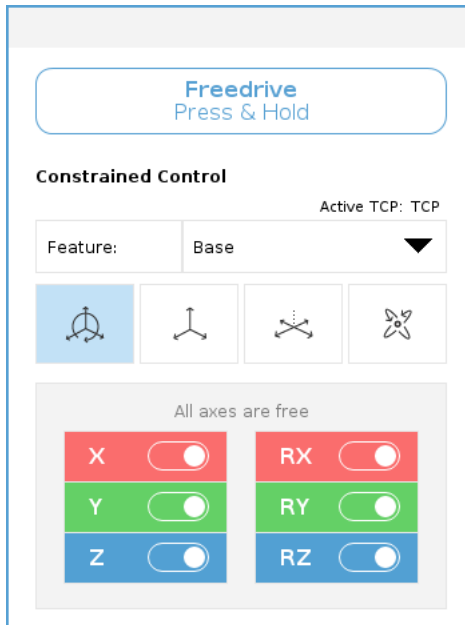 Freedrive
Press & Hold
Constrained Control
Active TCP: TCP
Feature: Base
All axes are free
X RX
Y RY
Z RZ